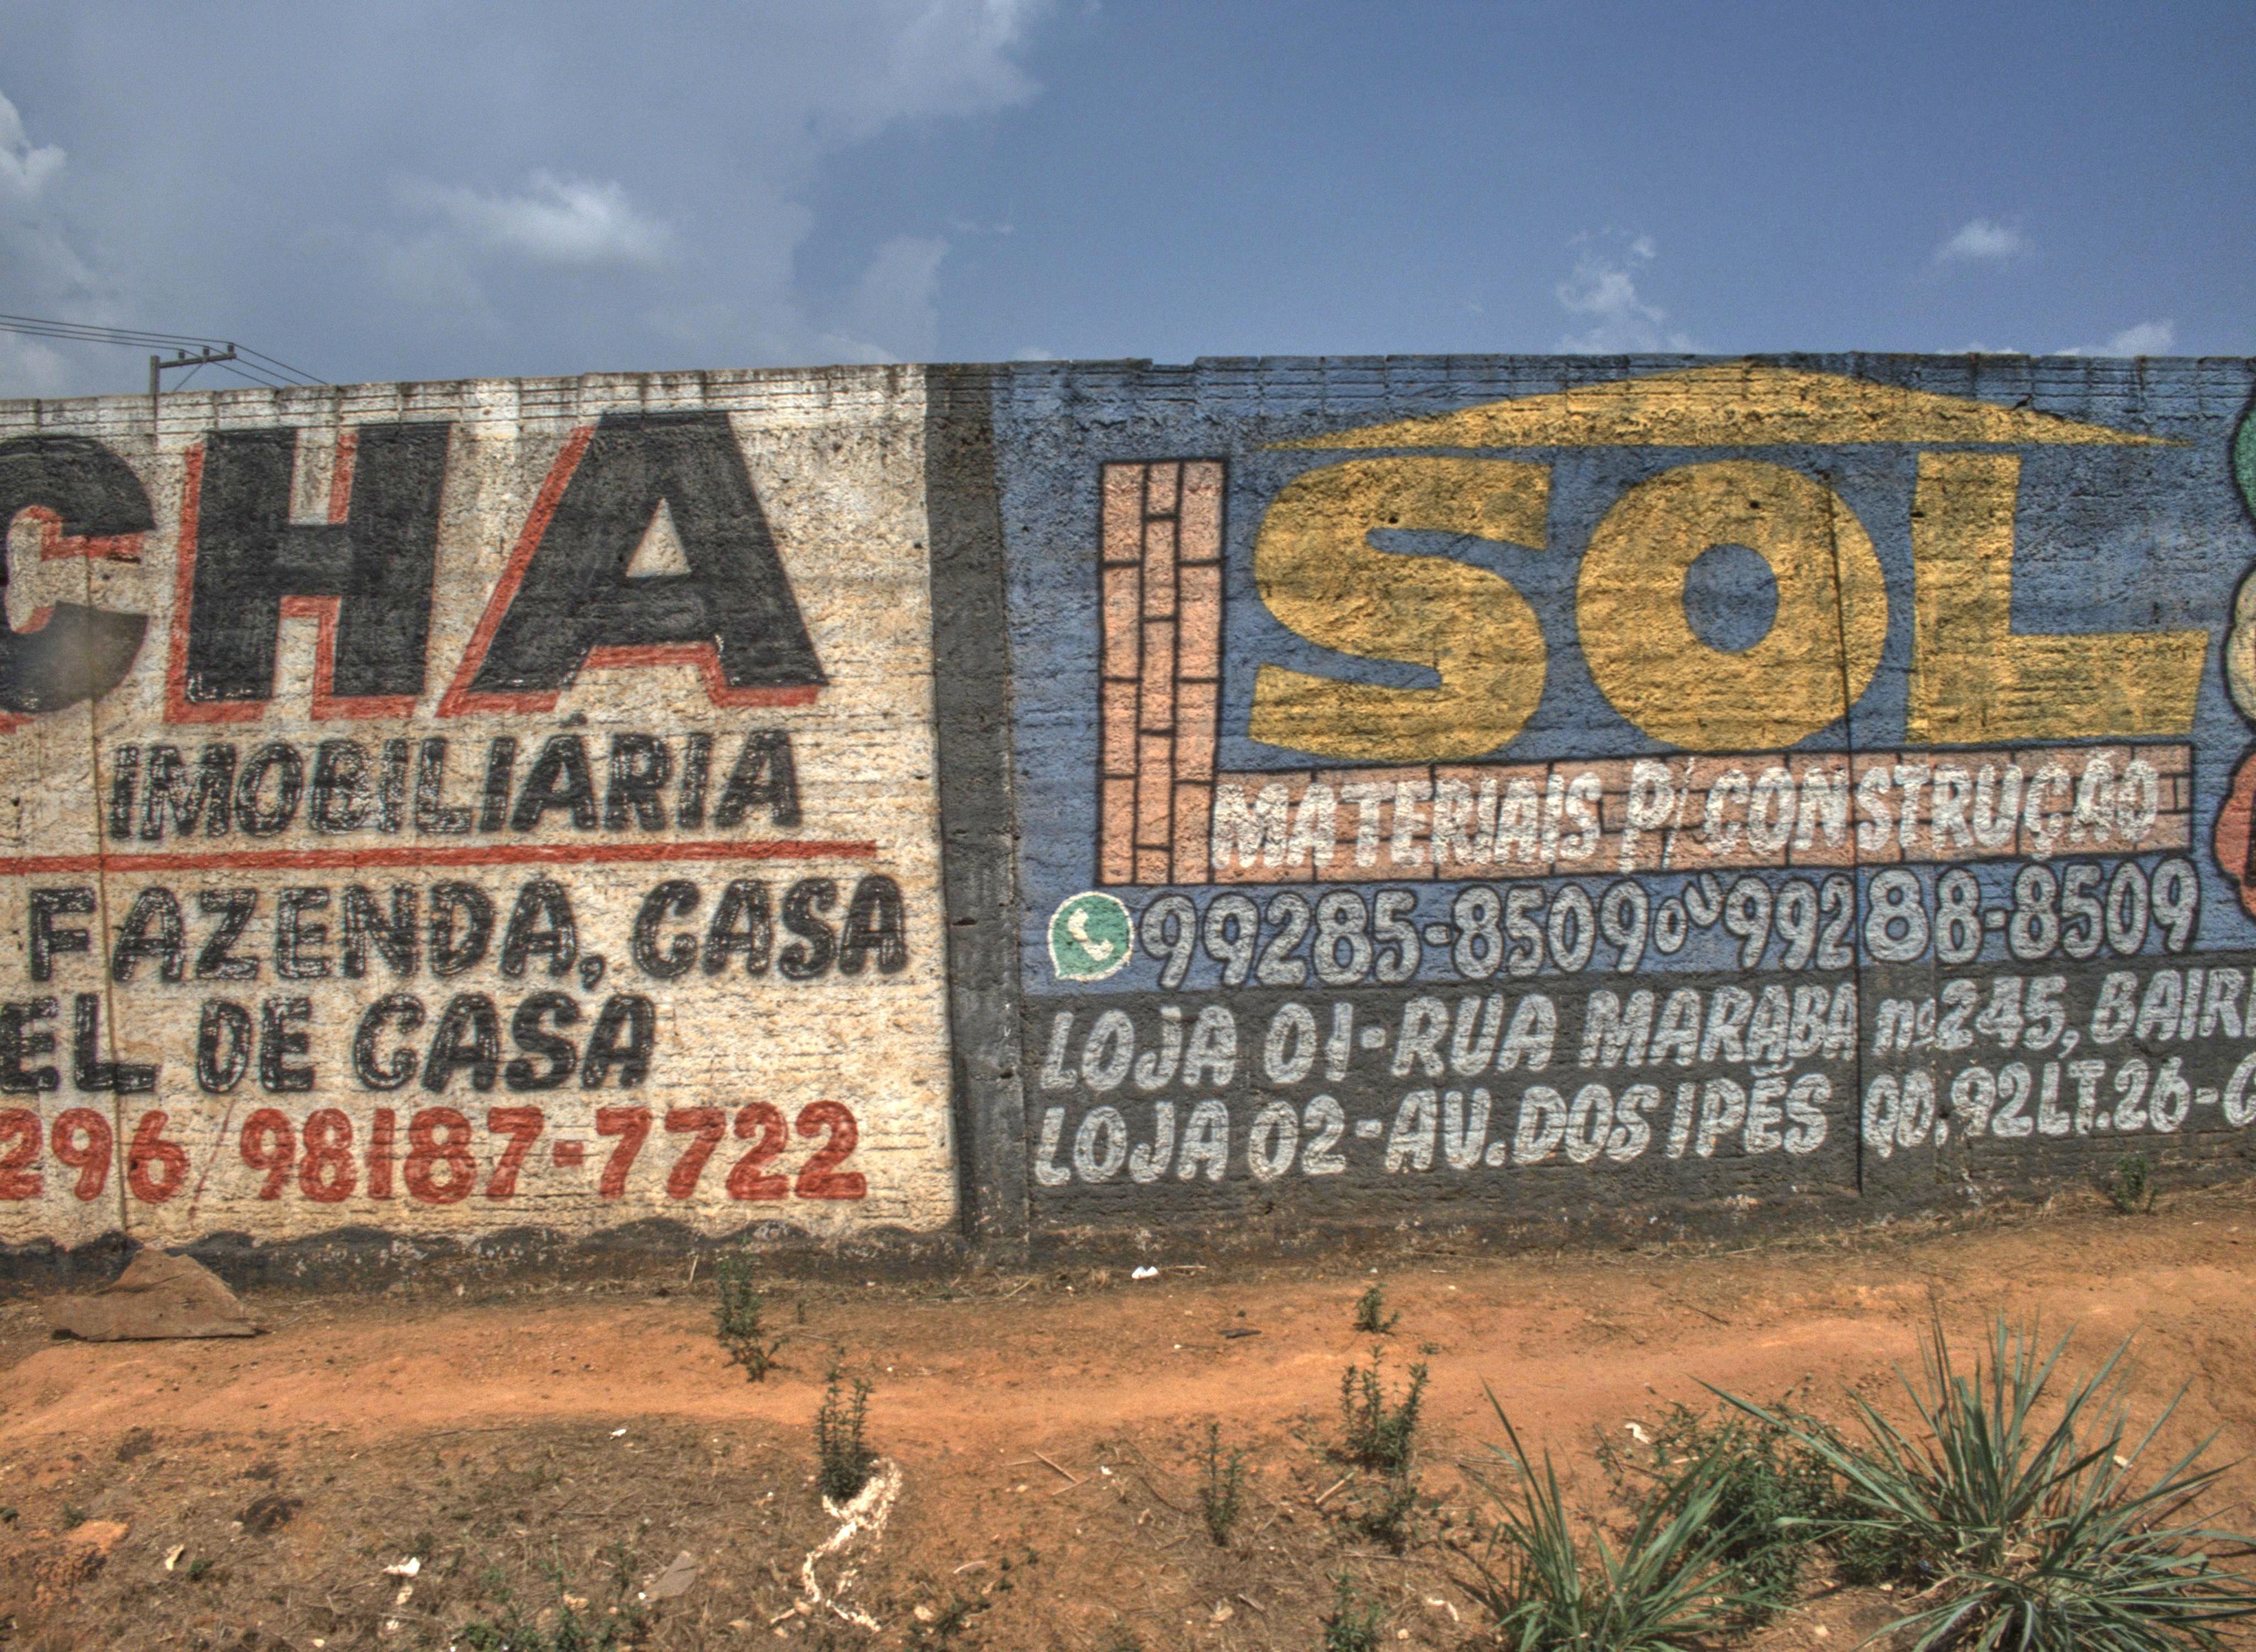 CHA
IMOBILIÁRIA
FAZENDA, CASA
EL DE CASA
296/98187-7722
SOL
MATERIAIS P/ CONSTRUÇÃO
99285-8509 OU 99288-8509
LOJA 01-RUA MARABA nº245, BAIR
LOJA 02-AV. DOS IPÊS QD.92 LT.26-